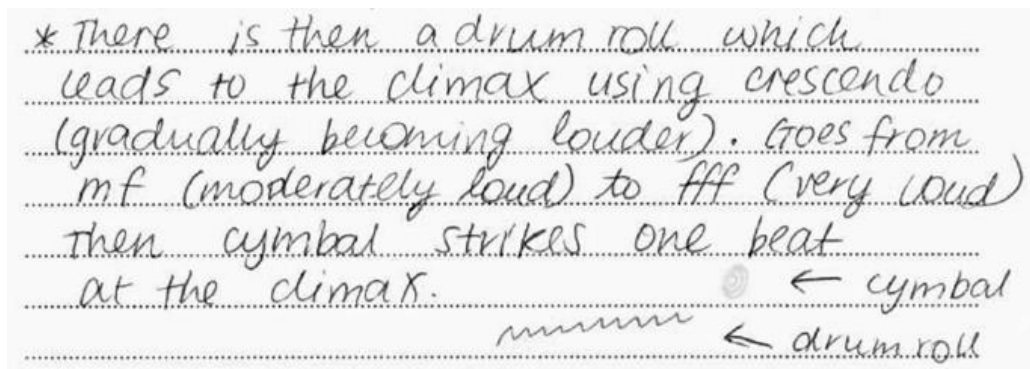 * There is then a drum roll which
leads to the climax using crescendo
(gradually becoming louder). Goes from
mf (moderately loud) to fff (very loud)
Then cymbal strikes one beat
at the climax.
← cymbal
← drum roll